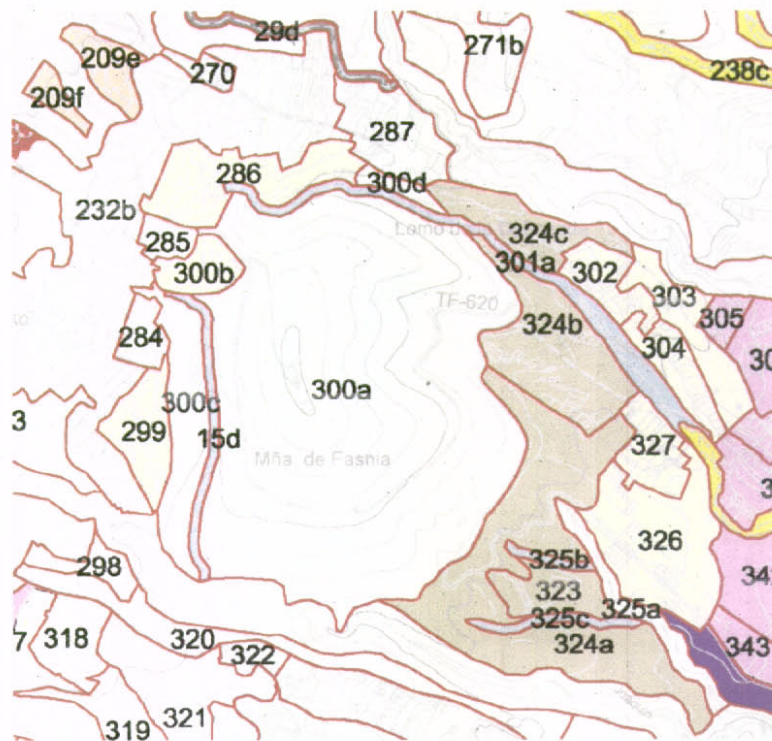 29d
271b
209e
270
238c
209f
287
286
300d
232b
324c
285
301a
302
300b
303
TF-620
305
284
324b
304
300c
300a
3
299
15d
327
Mña de Fasnia
326
325b
298
323
325a
325c
318
320
324a
343
322
319
321